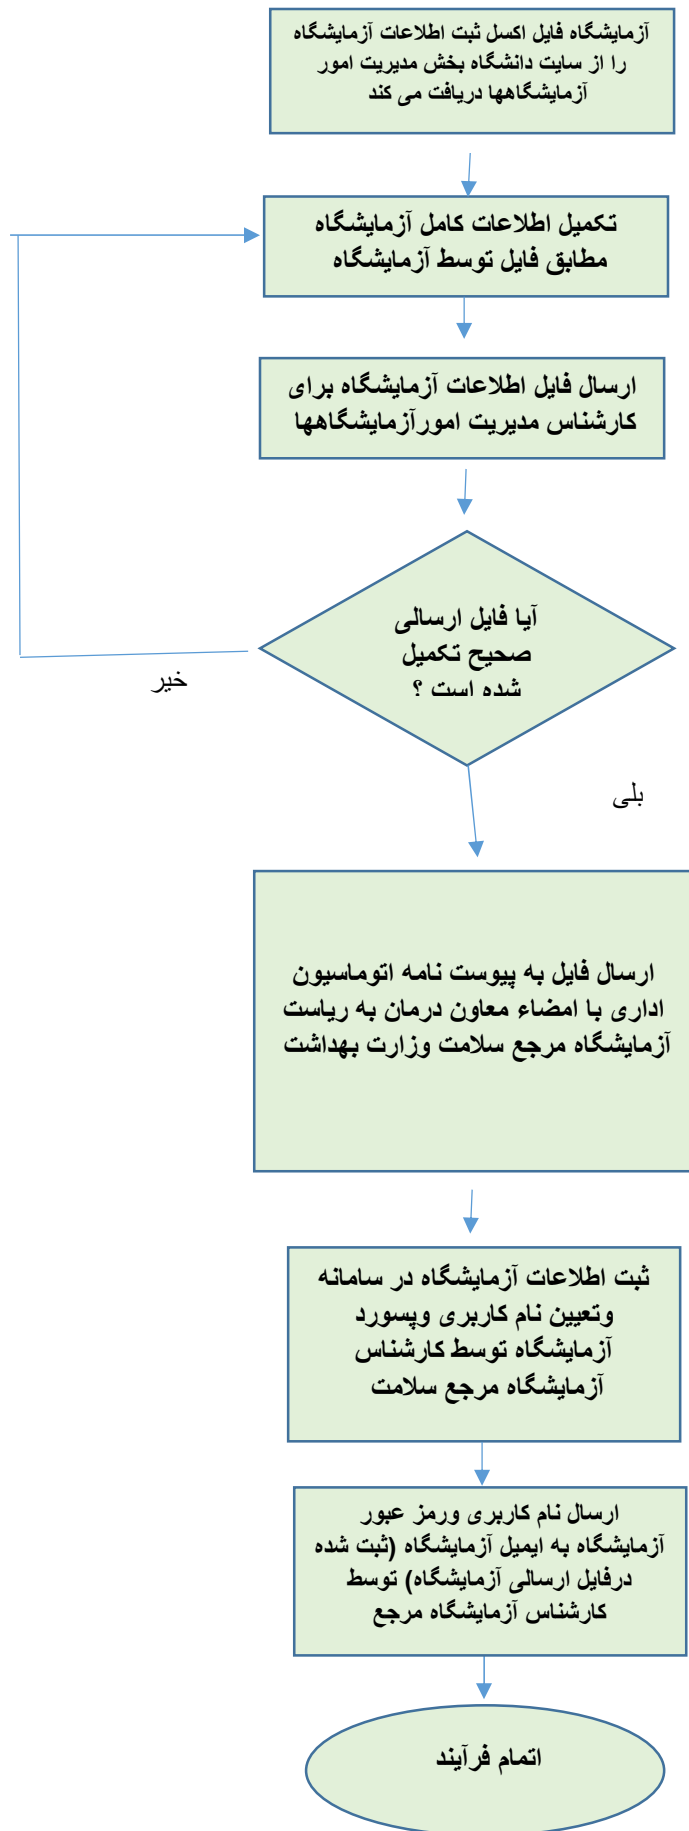 آزمایشگاه فایل اکسل ثبت اطلاعات آزمایشگاه
را از سایت دانشگاه بخش مدیریت امور
آزمایشگاهها دریافت می کند
تکمیل اطلاعات کامل آزمایشگاه
مطابق فایل توسط آزمایشگاه
ارسال فایل اطلاعات آزمایشگاه برای
کارشناس مدیریت امورآزمایشگاهها
آیا فایل ارسالی
صحیح تکمیل
شده است ؟
خیر
بلی
ارسال فایل به پیوست نامه اتوماسیون
اداری با امضاء معاون درمان به ریاست
آزمایشگاه مرجع سلامت وزارت بهداشت
ثبت اطلاعات آزمایشگاه در سامانه
وتعیین نام کاربری وپسورد
آزمایشگاه توسط کارشناس
آزمایشگاه مرجع سلامت
ارسال نام کاربری ورمز عبور
آزمایشگاه به ایمیل آزمایشگاه (ثبت شده
درفایل ارسالی آزمایشگاه) توسط
کارشناس آزمایشگاه مرجع
اتمام فرآیند